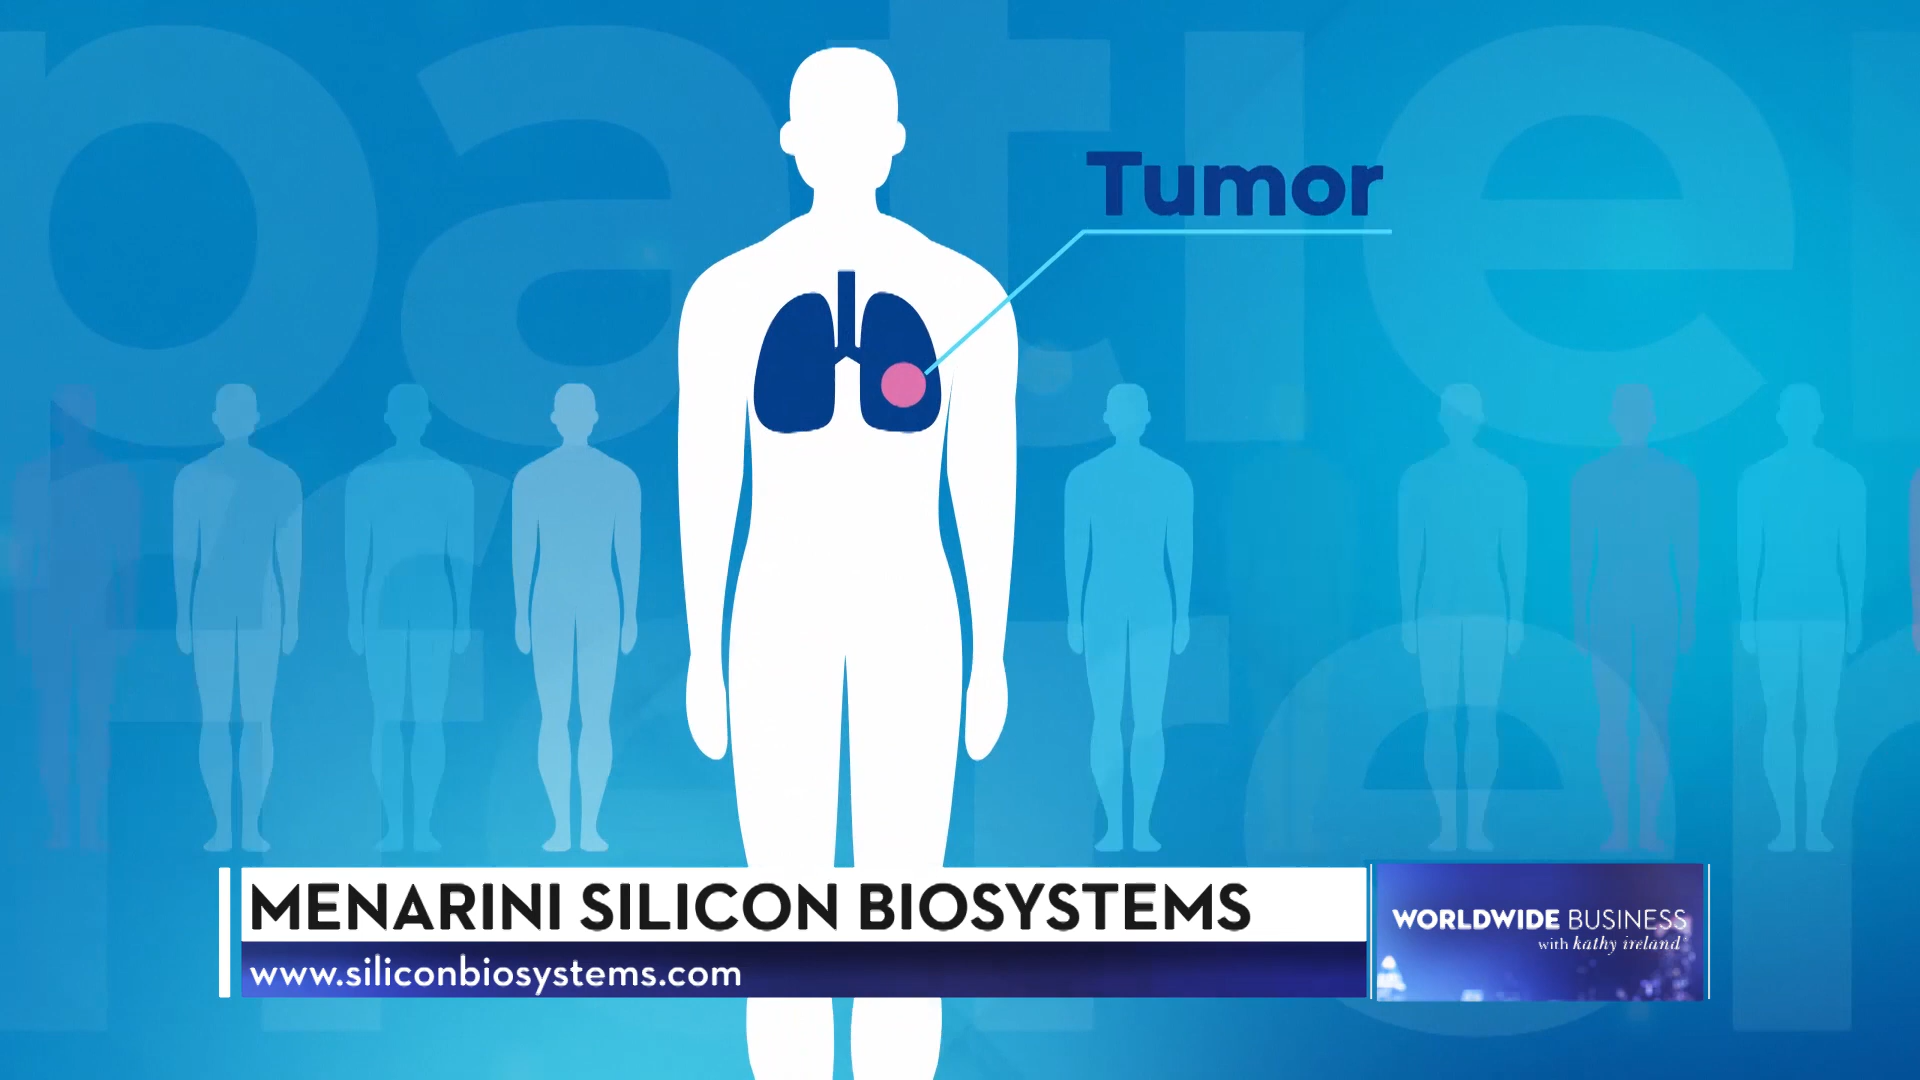 Tumor
MENARINI SILICON BIOSYSTEMS
www.siliconbiosystems.com
WORLDWIDE BUSINESS
with kathy ireland